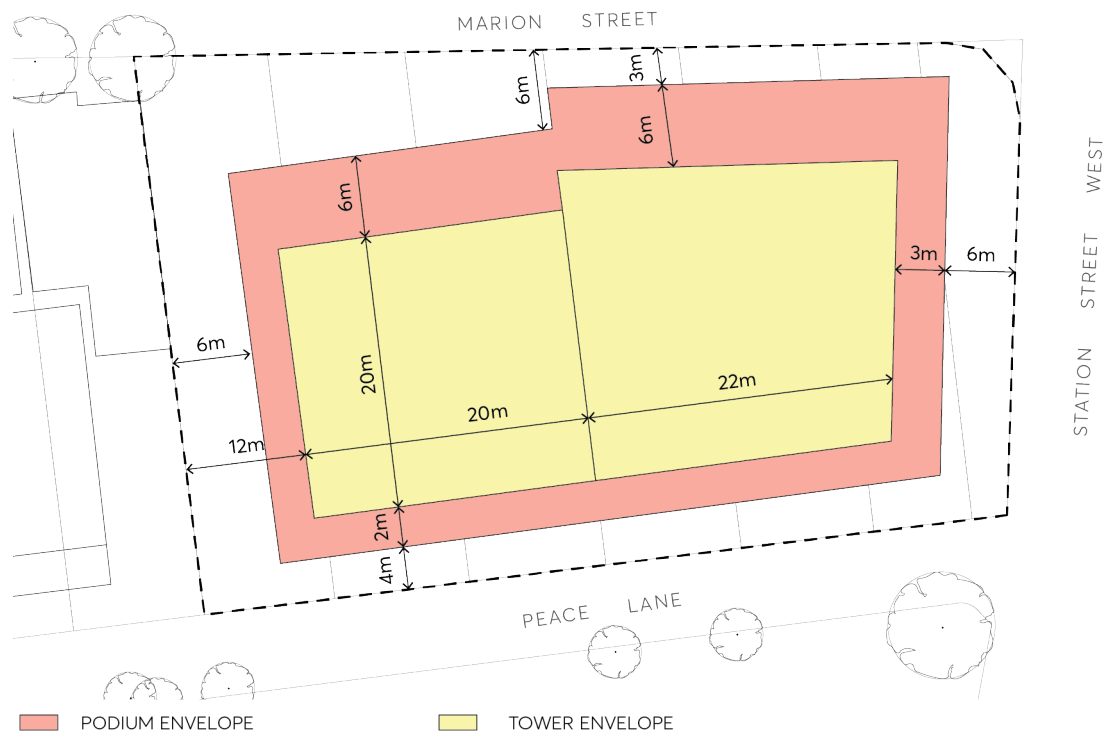 MARION STREET
6m
3m
6m
6m
STATION STREET WEST
3m
6m
6m
20m
22m
20m
12m
2m
4m
PEACE LANE
PODIUM ENVELOPE
TOWER ENVELOPE